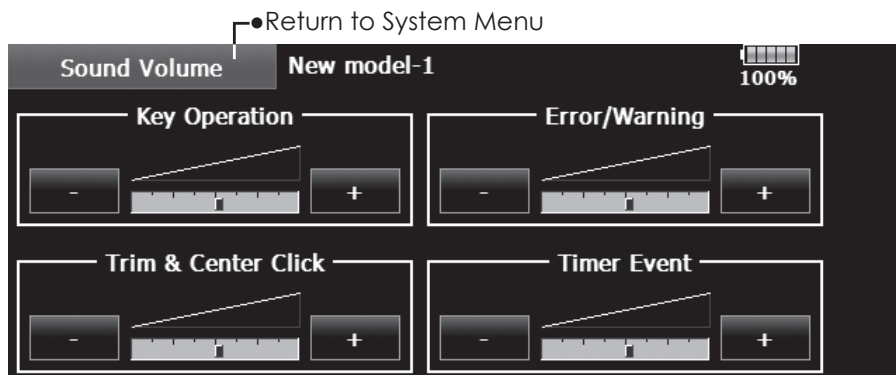 ●Return to System Menu
Sound Volume New model-1
100%
Key Operation Error/Warning
- + - +
Trim & Center Click Timer Event
- + - +